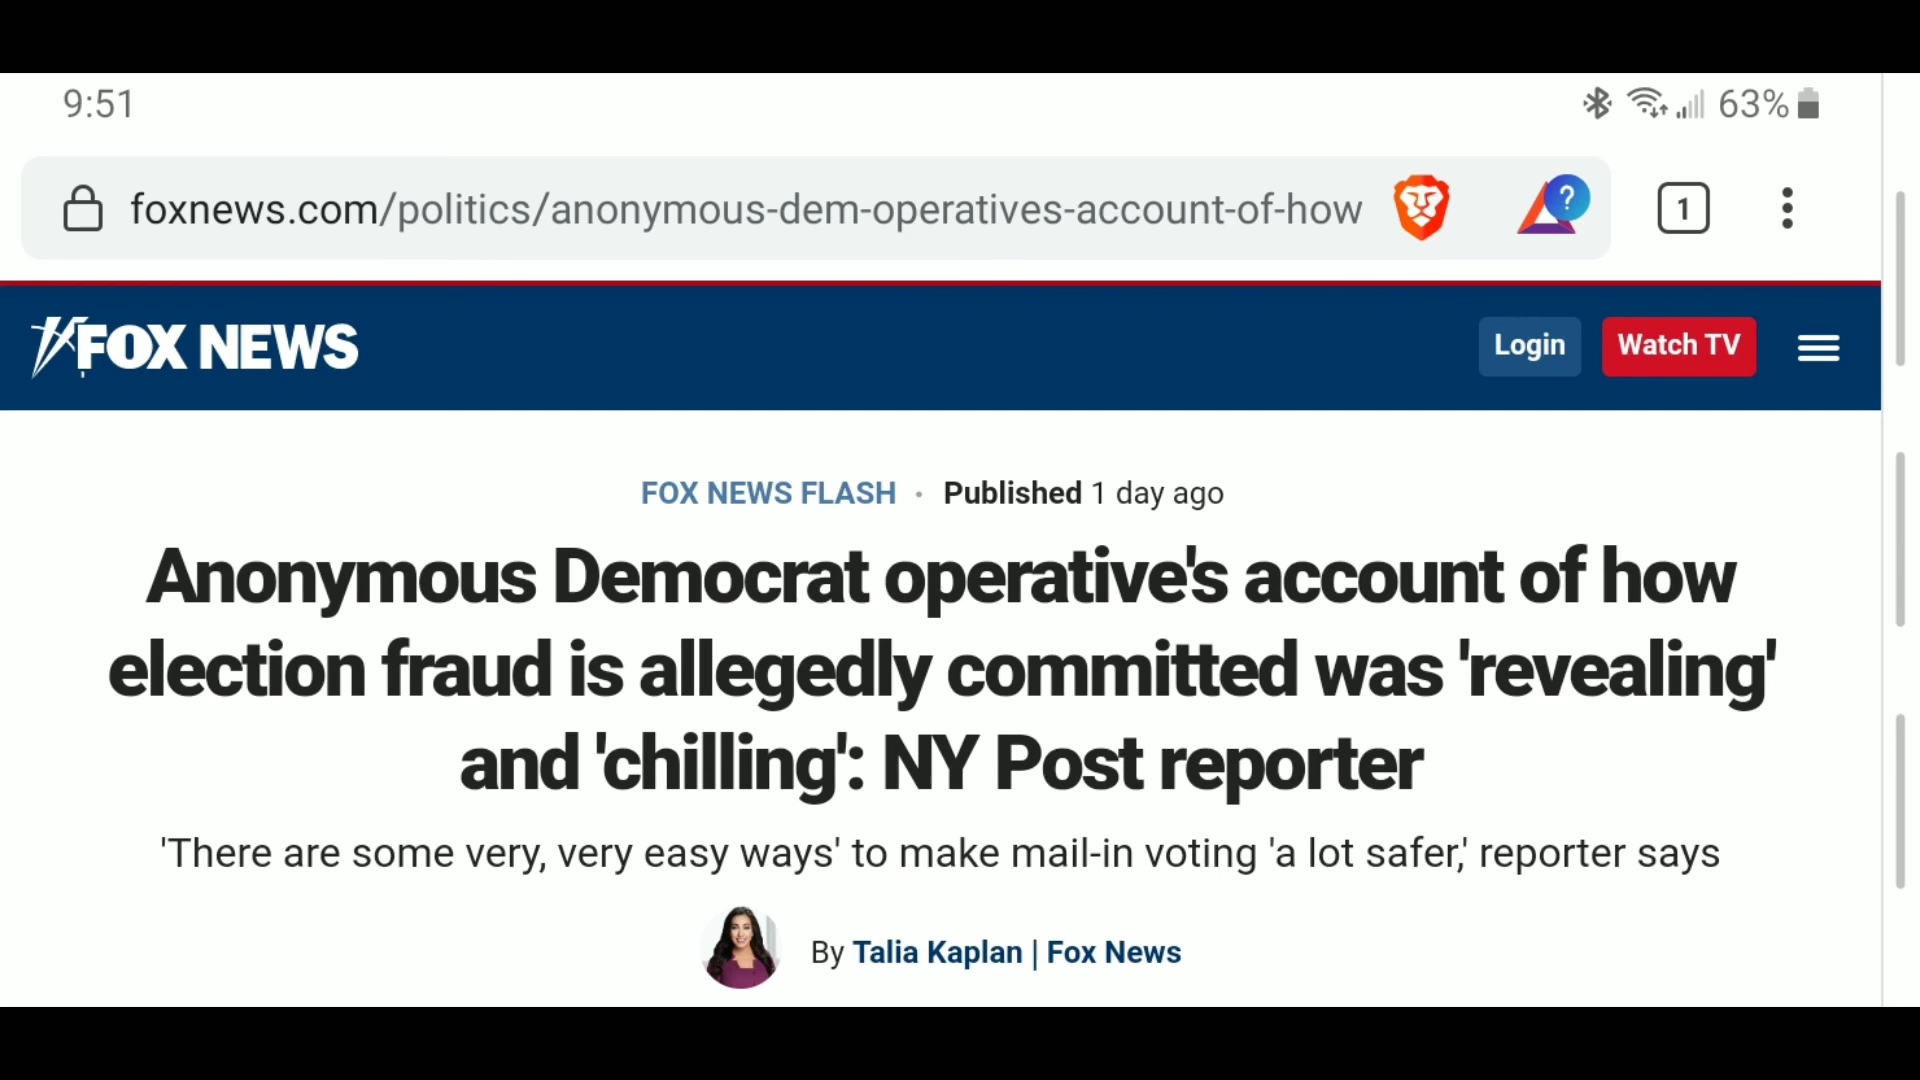 9:51
63%
foxnews.com/politics/anonymous-dem-operatives-account-of-how
?
1
FOX NEWS
Login
Watch TV
FOX NEWS FLASH · Published 1 day ago
Anonymous Democrat operative's account of how
election fraud is allegedly committed was 'revealing'
and 'chilling': NY Post reporter
'There are some very, very easy ways' to make mail-in voting 'a lot safer,' reporter says
By Talia Kaplan | Fox News